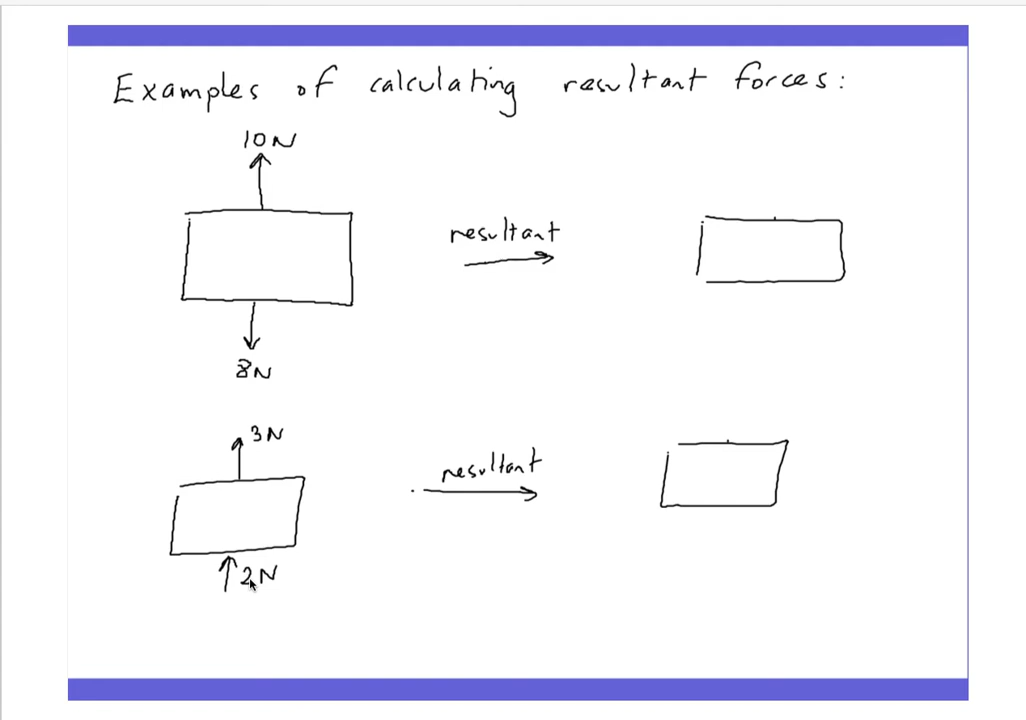 Examples of calculating resultant forces:
10N
resultant
8N
3N
resultant
2N